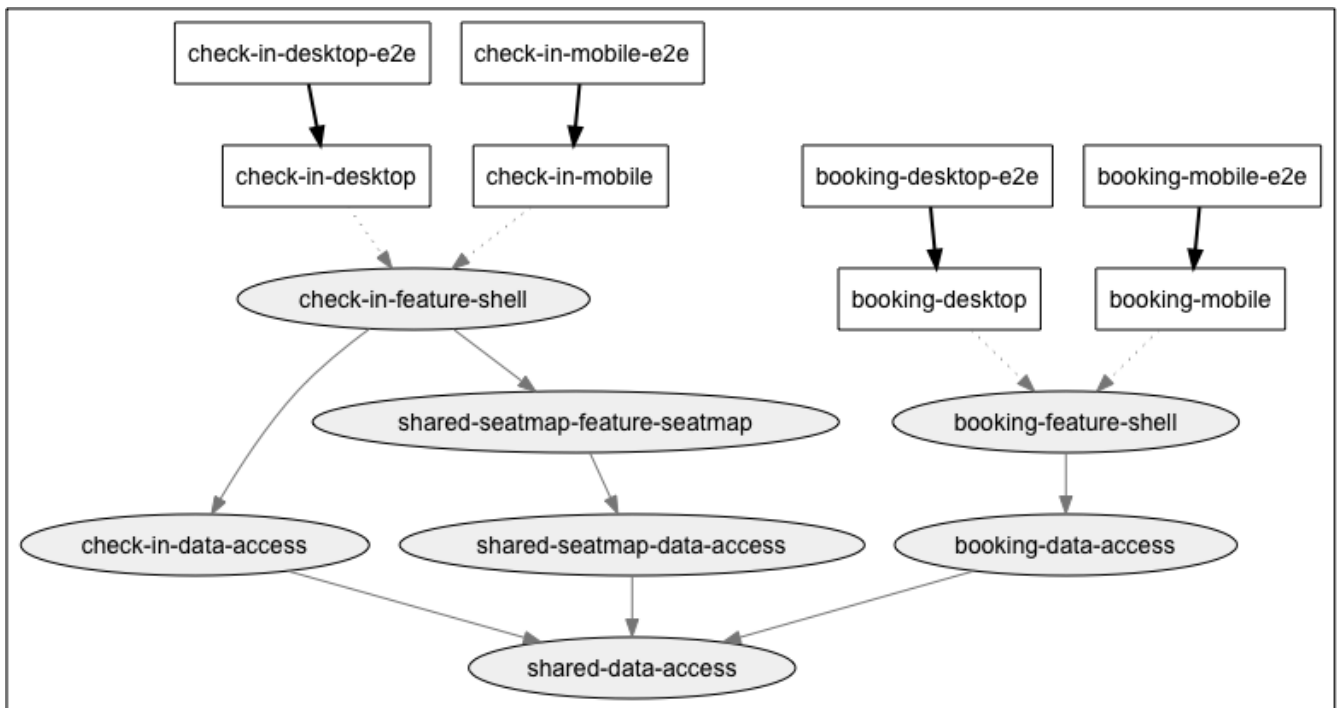 check-in-desktop-e2e
check-in-mobile-e2e
check-in-desktop
check-in-mobile
booking-desktop-e2e
booking-mobile-e2e
check-in-feature-shell
booking-desktop
booking-mobile
shared-seatmap-feature-seatmap
booking-feature-shell
check-in-data-access
shared-seatmap-data-access
booking-data-access
shared-data-access